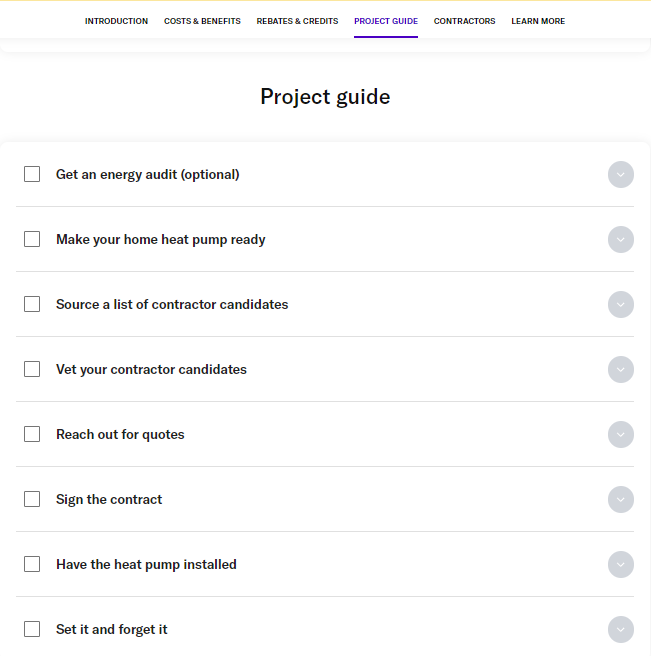 INTRODUCTION COSTS & BENEFITS REBATES & CREDITS PROJECT GUIDE CONTRACTORS LEARN MORE
Project guide
Get an energy audit (optional)
Make your home heat pump ready
Source a list of contractor candidates
Vet your contractor candidates
Reach out for quotes
Sign the contract
Have the heat pump installed
Set it and forget it